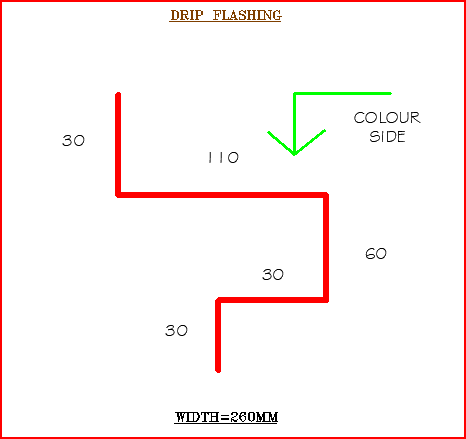 DRIP FLASHING
30
110
COLOUR
SIDE
60
30
30
WIDTH=260MM